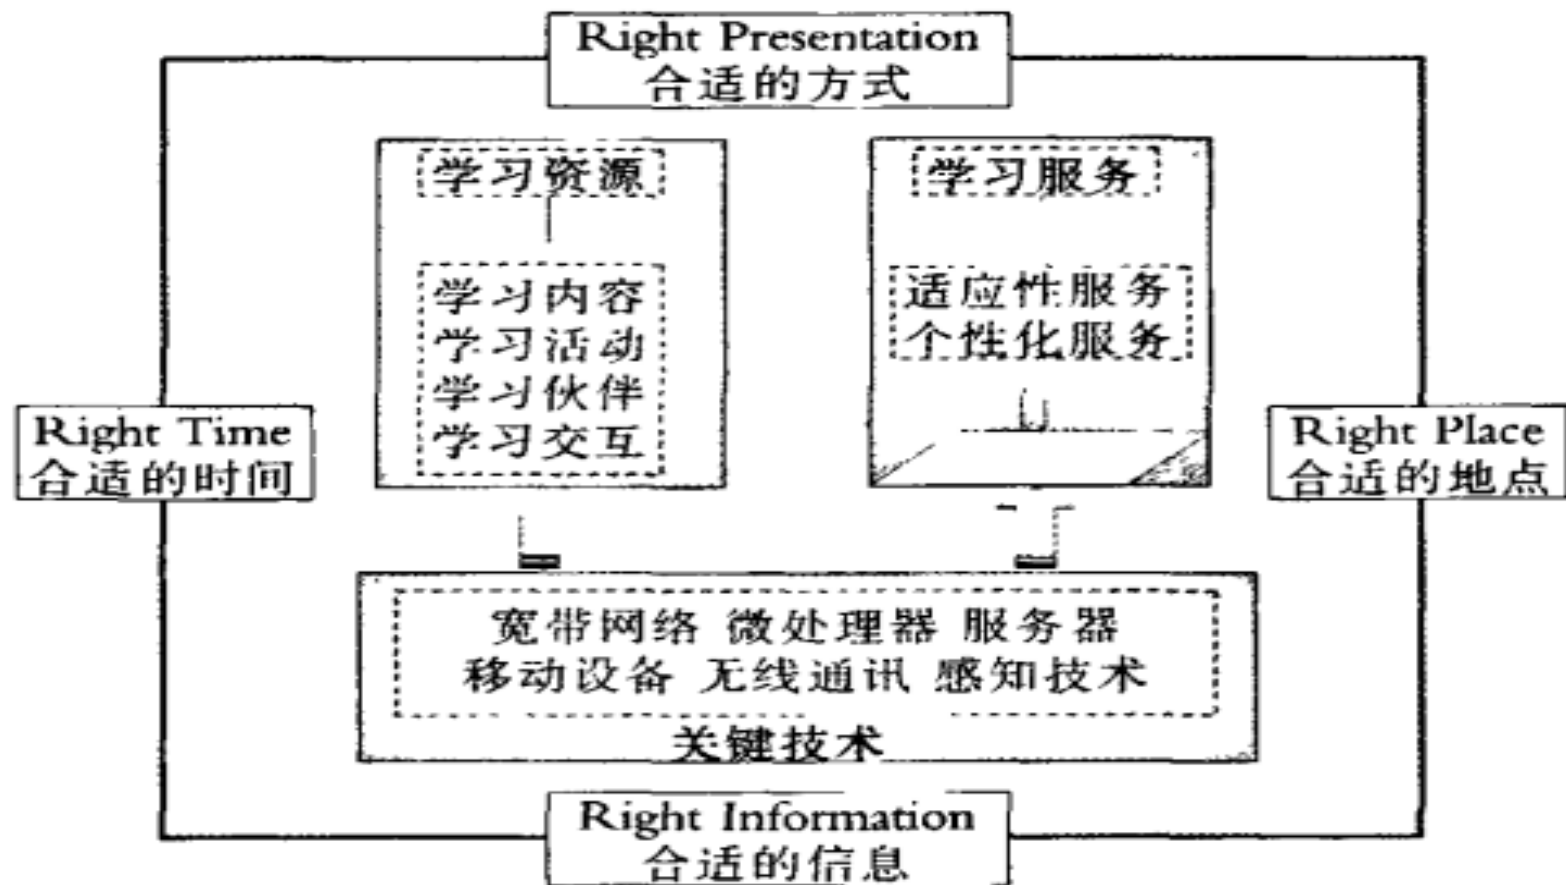 Right Presentation
合适的方式
学习资源
学习服务
学习内容
学习活动
学习伙伴
学习交互
适应性服务
个性化服务
Right Time
合适的时间
Right Place
合适的地点
宽带网络 微处理器 服务器
移动设备 无线通讯 感知技术
关键技术
Right Information
合适的信息